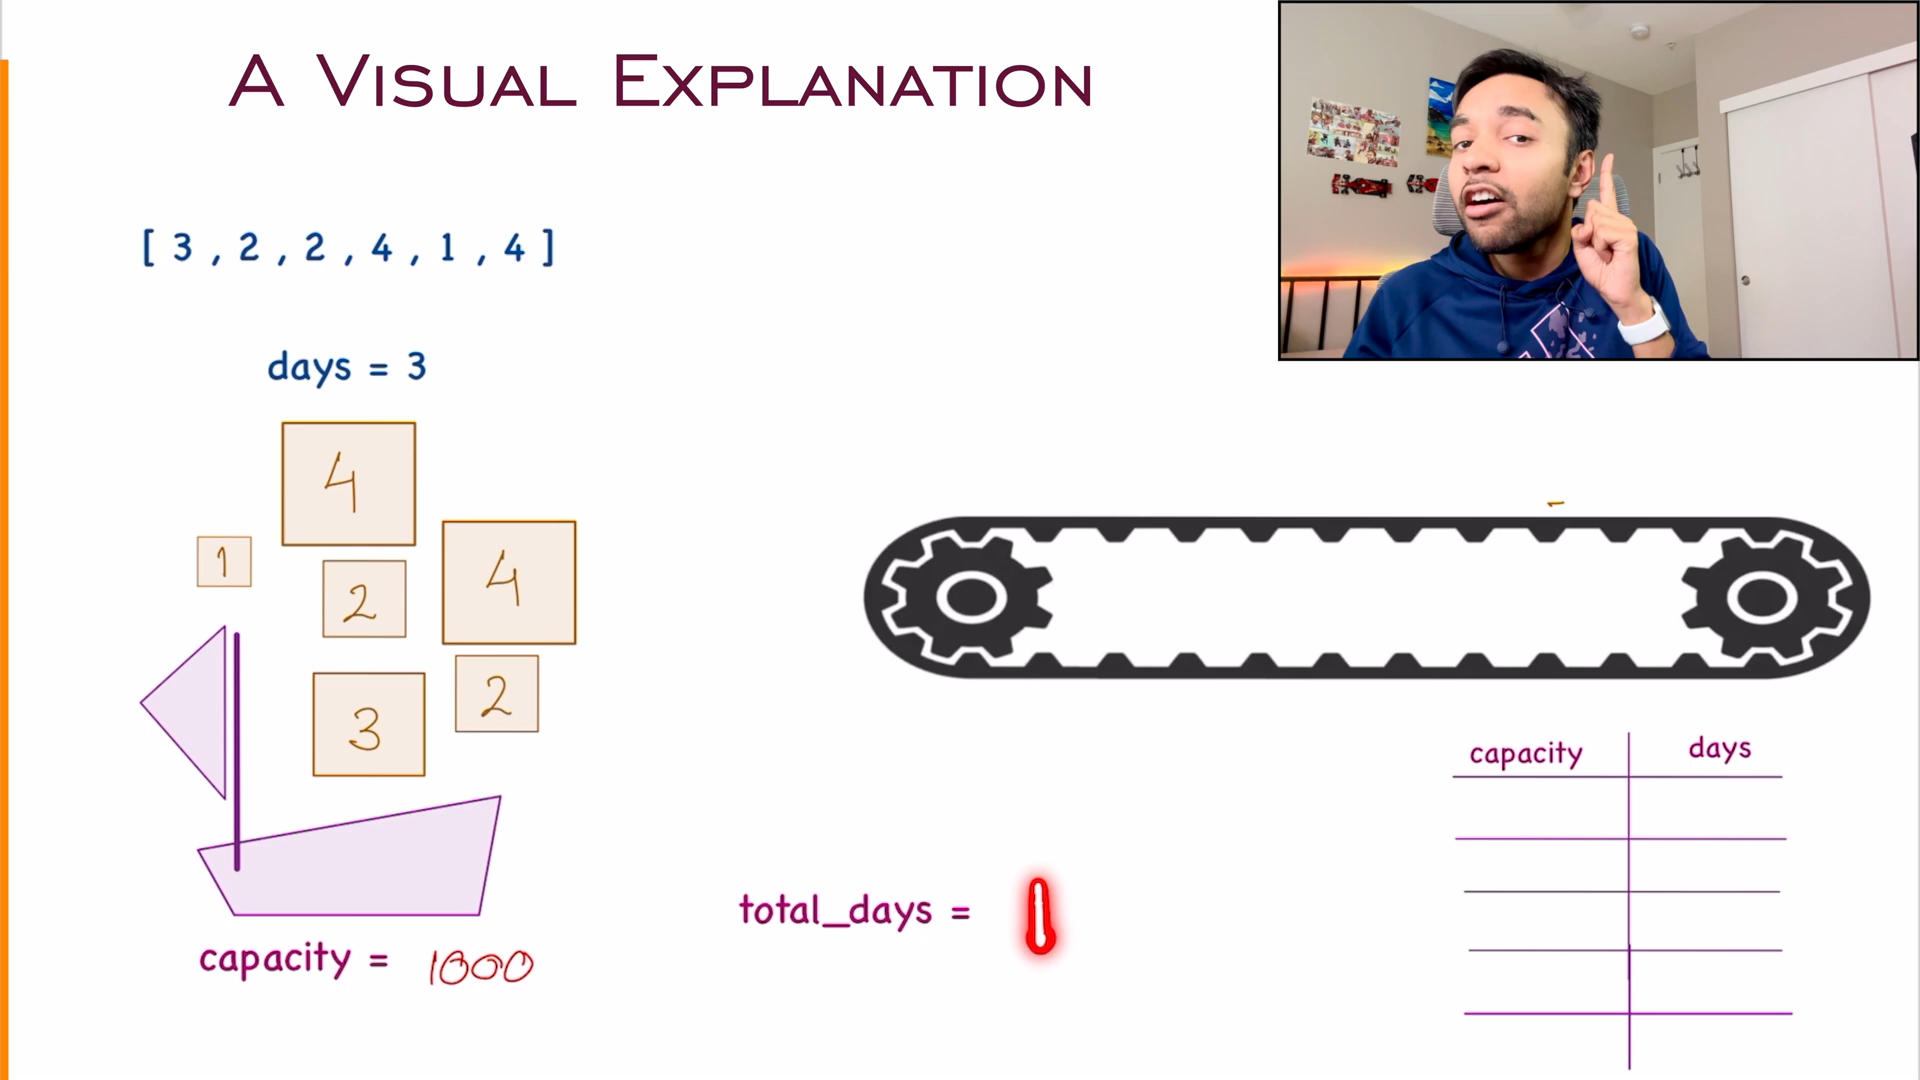 A Visual Explanation
[ 3 , 2 , 2 , 4 , 1 , 4 ]
days = 3
4
1
2
4
3
2
capacity = 1000
total_days = 1
capacity days